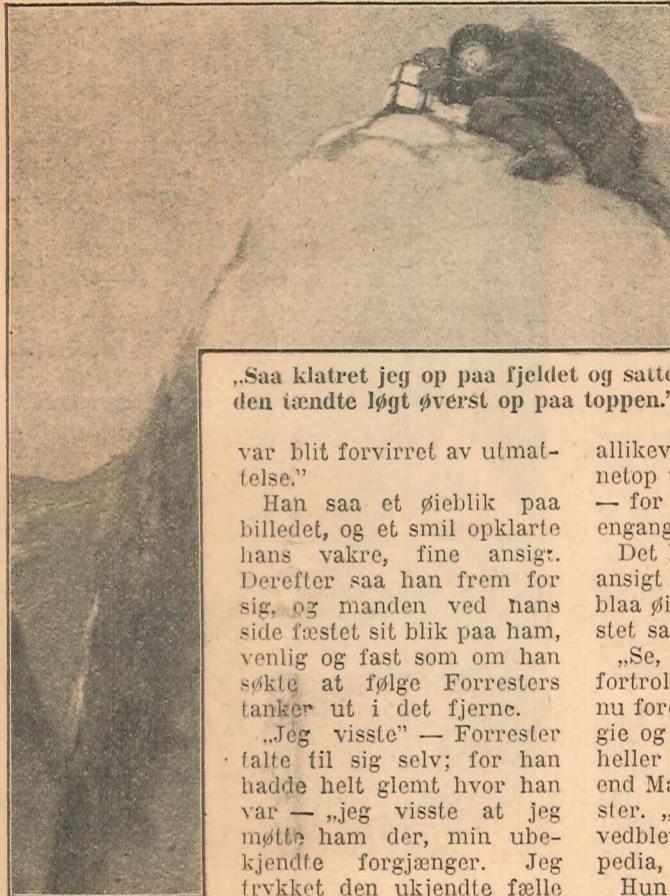 „Saa klatret jeg op paa fjeldet og satte
den tændte løgt øverst op paa toppen.”
var blit forvirret av utmat-
telse.”
Han saa et øieblik paa
billedet, og et smil opklarte
hans vakre, fine ansigt.
Derefter saa han frem for
sig, og manden ved hans
side fæstet sit blik paa ham,
venlig og fast som om han
søkte at følge Forresters
tanker ut i det fjerne.
„Jeg visste” — Forrester
talte til sig selv; for han
hadde helt glemt hvor han
var — „jeg visste at jeg
møtte ham der, min ube-
kjendte forgjænger. Jeg
trykket den ukjendte fælle
allikev
netop
— for
engang
Det
ansigt
blaa øi
stet sa
„Se,
fortrol
nu for
gie og
heller
end Ma
ster. „
vedblev
pedia,
Hun